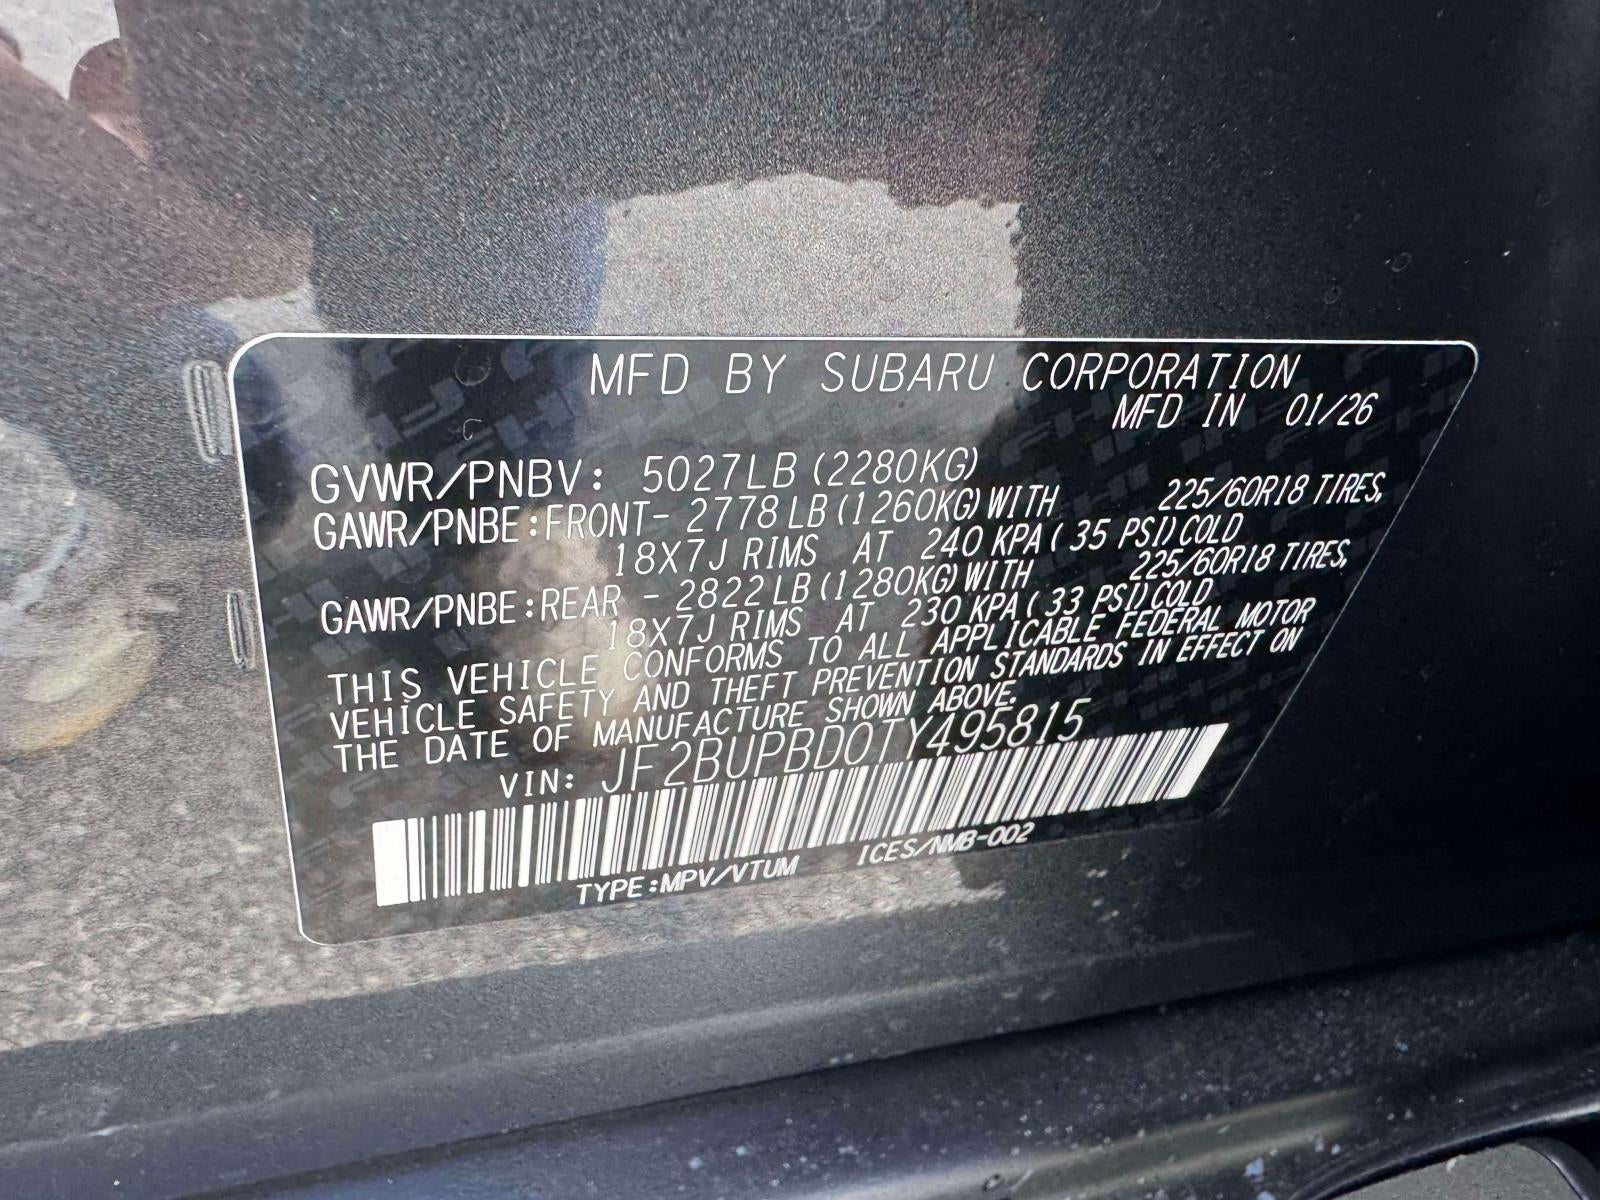 MFD BY SUBARU CORPORATION
MFD IN 01/26
GVWR/PNBV: 5027LB (2280KG)
GAWR/PNBE:FRONT- 2778LB (1260KG) WITH 225/60R18 TIRES,
18X7J RIMS AT 240 KPA ( 35 PSI) COLD
GAWR/PNBE:REAR - 2822LB (1280KG) WITH 225/60R18 TIRES,
18X7J RIMS AT 230 KPA ( 33 PSI) COLD
THIS VEHICLE CONFORMS TO ALL APPLICABLE FEDERAL MOTOR
VEHICLE SAFETY AND THEFT PREVENTION STANDARDS IN EFFECT ON
THE DATE OF MANUFACTURE SHOWN ABOVE.
VIN: JF2BUPBD0TY495815
TYPE:MPV/VTUM ICES/NMB-002